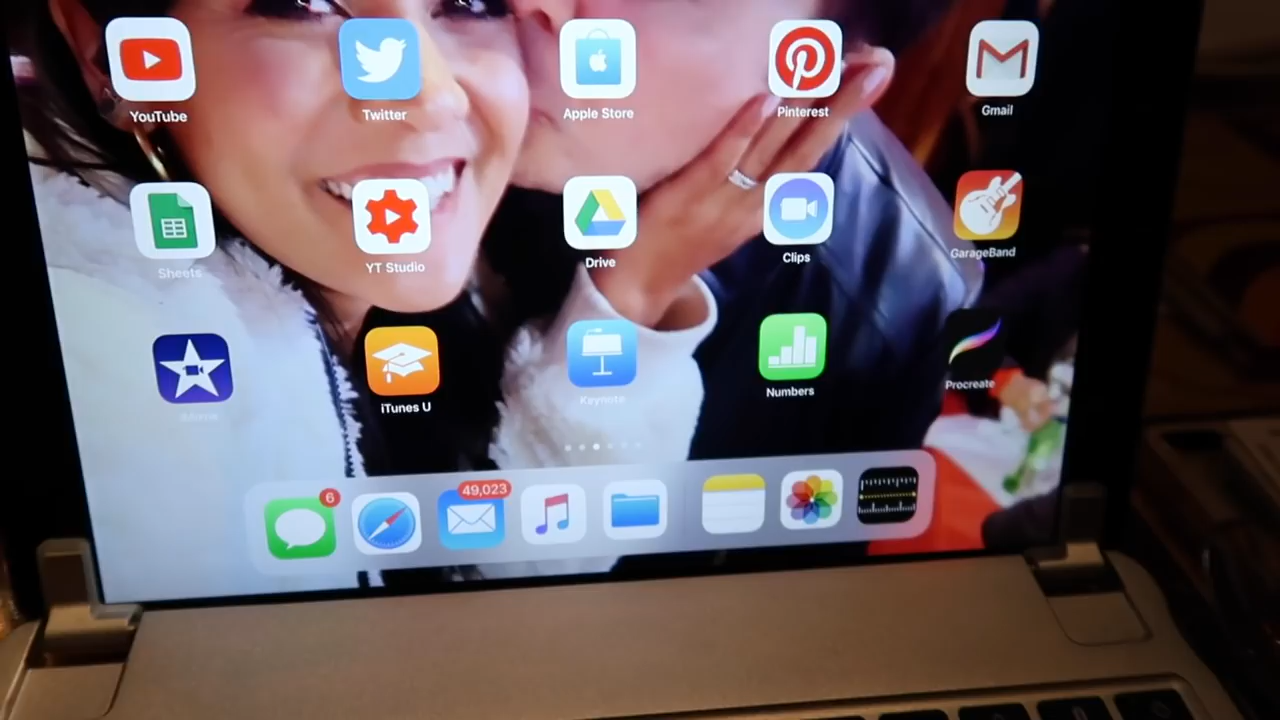 YouTube
Twitter
Apple Store
Pinterest
Gmail
Sheets
YT Studio
Drive
Clips
GarageBand
iMovie
iTunes U
Keynote
Numbers
Procreate
6
49,023